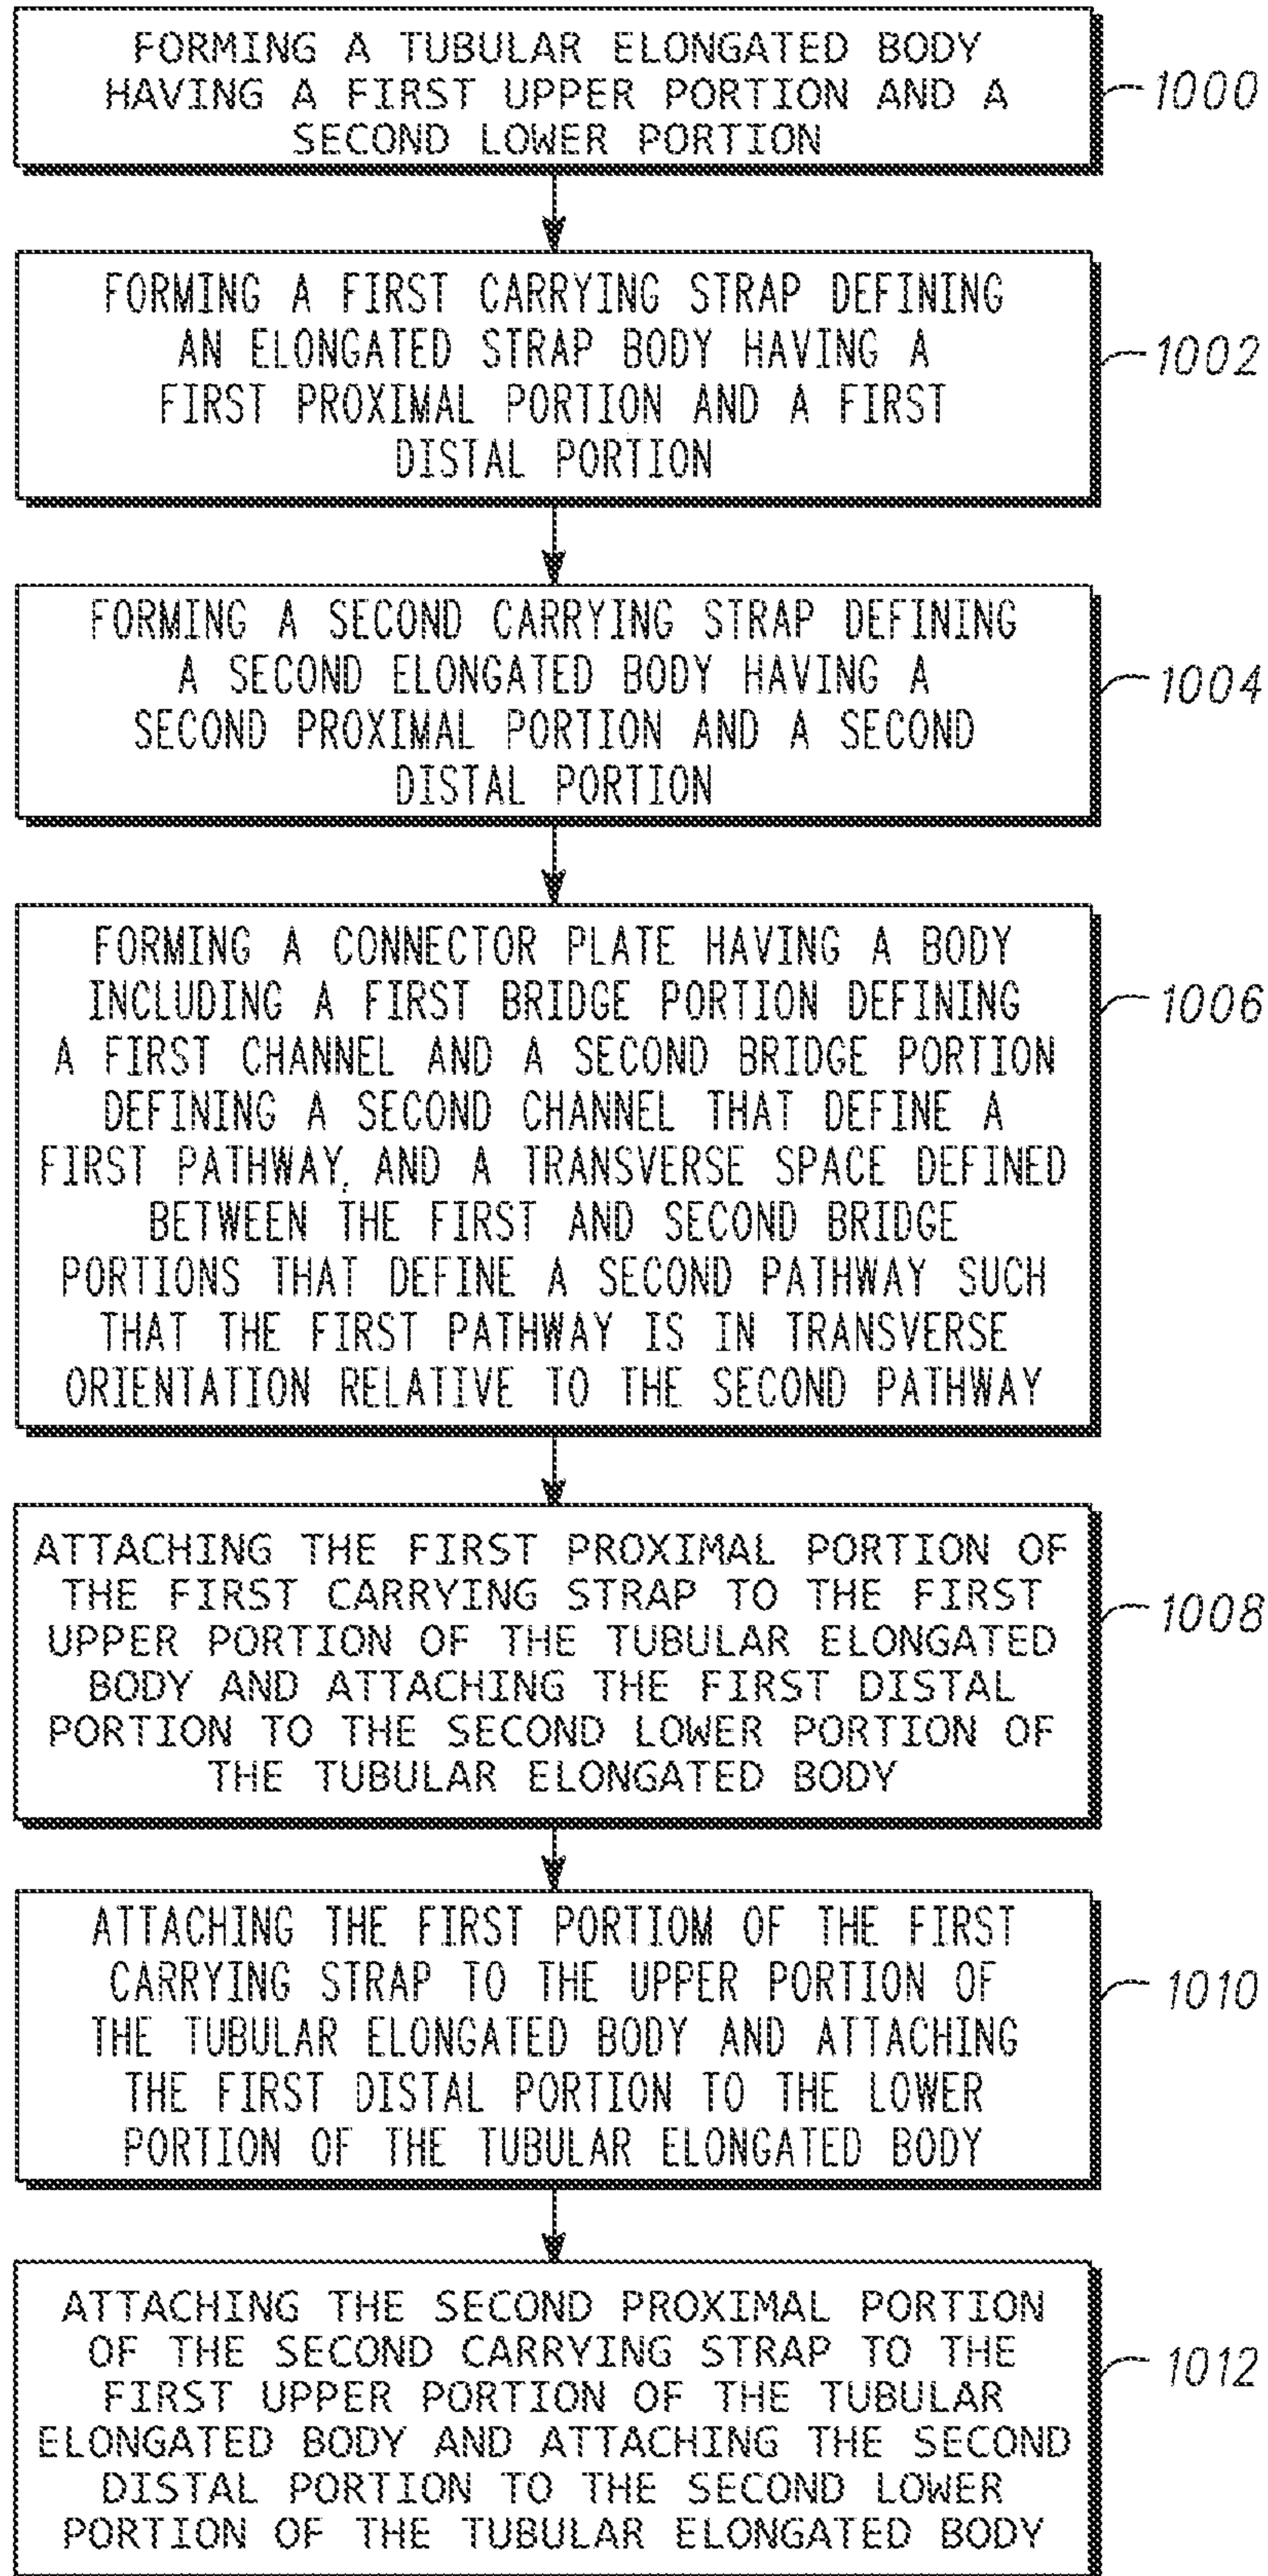 FORMING A TUBULAR ELONGATED BODY
HAVING A FIRST UPPER PORTION AND A
SECOND LOWER PORTION
1000
FORMING A FIRST CARRYING STRAP DEFINING
AN ELONGATED STRAP BODY HAVING A
FIRST PROXIMAL PORTION AND A FIRST
DISTAL PORTION
1002
FORMING A SECOND CARRYING STRAP DEFINING
A SECOND ELONGATED BODY HAVING A
SECOND PROXIMAL PORTION AND A SECOND
DISTAL PORTION
1004
FORMING A CONNECTOR PLATE HAVING A BODY
INCLUDING A FIRST BRIDGE PORTION DEFINING
A FIRST CHANNEL AND A SECOND BRIDGE PORTION
DEFINING A SECOND CHANNEL THAT DEFINE A
FIRST PATHWAY, AND A TRANSVERSE SPACE DEFINED
BETWEEN THE FIRST AND SECOND BRIDGE
PORTIONS THAT DEFINE A SECOND PATHWAY SUCH
THAT THE FIRST PATHWAY IS IN TRANSVERSE
ORIENTATION RELATIVE TO THE SECOND PATHWAY
1006
ATTACHING THE FIRST PROXIMAL PORTION OF
THE FIRST CARRYING STRAP TO THE FIRST
UPPER PORTION OF THE TUBULAR ELONGATED
BODY AND ATTACHING THE FIRST DISTAL
PORTION TO THE SECOND LOWER PORTION OF
THE TUBULAR ELONGATED BODY
1008
ATTACHING THE FIRST PORTIOM OF THE FIRST
CARRYING STRAP TO THE UPPER PORTION OF
THE TUBULAR ELONGATED BODY AND ATTACHING
THE FIRST DISTAL PORTION TO THE LOWER
PORTION OF THE TUBULAR ELONGATED BODY
1010
ATTACHING THE SECOND PROXIMAL PORTION
OF THE SECOND CARRYING STRAP TO THE
FIRST UPPER PORTION OF THE TUBULAR
ELONGATED BODY AND ATTACHING THE SECOND
DISTAL PORTION TO THE SECOND LOWER
PORTION OF THE TUBULAR ELONGATED BODY
1012